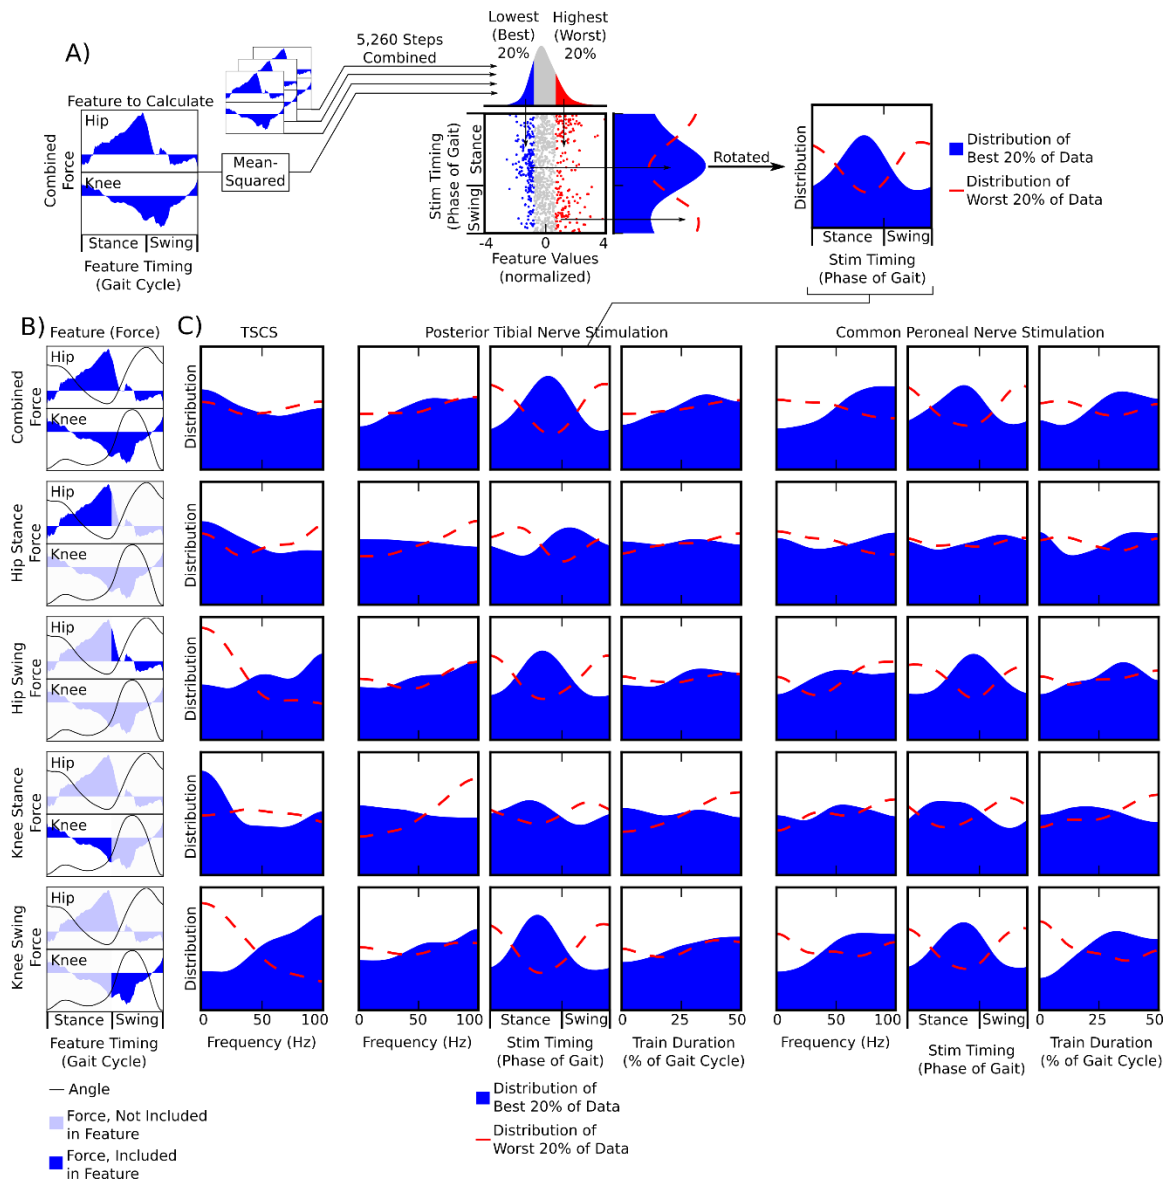 A)
Feature to Calculate
Hip
Knee
Combined
Force
Stance
Swing
Feature Timing
(Gait Cycle)
Mean-
Squared
5,260 Steps
Combined
Lowest
(Best)
20%
Highest
(Worst)
20%
Stim Timing
(Phase of Gait)
Swing
Stance
-4
0
4
Feature Values
(normalized)
Rotated
Distribution
Stance
Swing
Stim Timing
(Phase of Gait)
Distribution of
Best 20% of Data
Distribution of
Worst 20% of Data
B)
Feature (Force)
C)
TSCS
Posterior Tibial Nerve Stimulation
Common Peroneal Nerve Stimulation
Combined
Force
Hip
Knee
Distribution
Hip Stance
Force
Hip
Knee
Distribution
Hip Swing
Force
Hip
Knee
Distribution
Knee Stance
Force
Hip
Knee
Distribution
Knee Swing
Force
Hip
Knee
Distribution
Stance
Swing
Feature Timing
(Gait Cycle)
0
50
100
Frequency (Hz)
0
50
100
Frequency (Hz)
Stance
Swing
Stim Timing
(Phase of Gait)
0
25
50
Train Duration
(% of Gait Cycle)
0
50
100
Frequency (Hz)
Stance
Swing
Stim Timing
(Phase of Gait)
0
25
50
Train Duration
(% of Gait Cycle)
Angle
Force, Not Included
in Feature
Force, Included
in Feature
Distribution of
Best 20% of Data
Distribution of
Worst 20% of Data